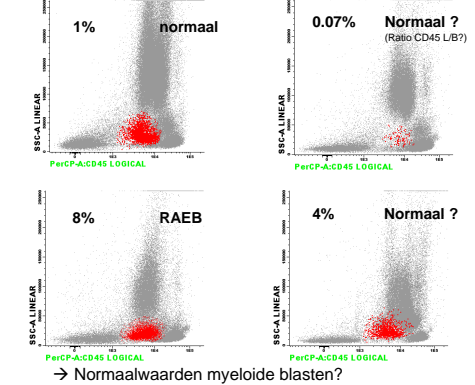 1% normaal
0.07% Normaal ?
(Ratio CD45 L/B?)
SSC-A LINEAR
PerCP-A:CD45 LOGICAL
SSC-A LINEAR
PerCP-A:CD45 LOGICAL
8% RAEB
4% Normaal ?
SSC-A LINEAR
PerCP-A:CD45 LOGICAL
SSC-A LINEAR
PerCP-A:CD45 LOGICAL
→ Normaalwaarden myeloide blasten?